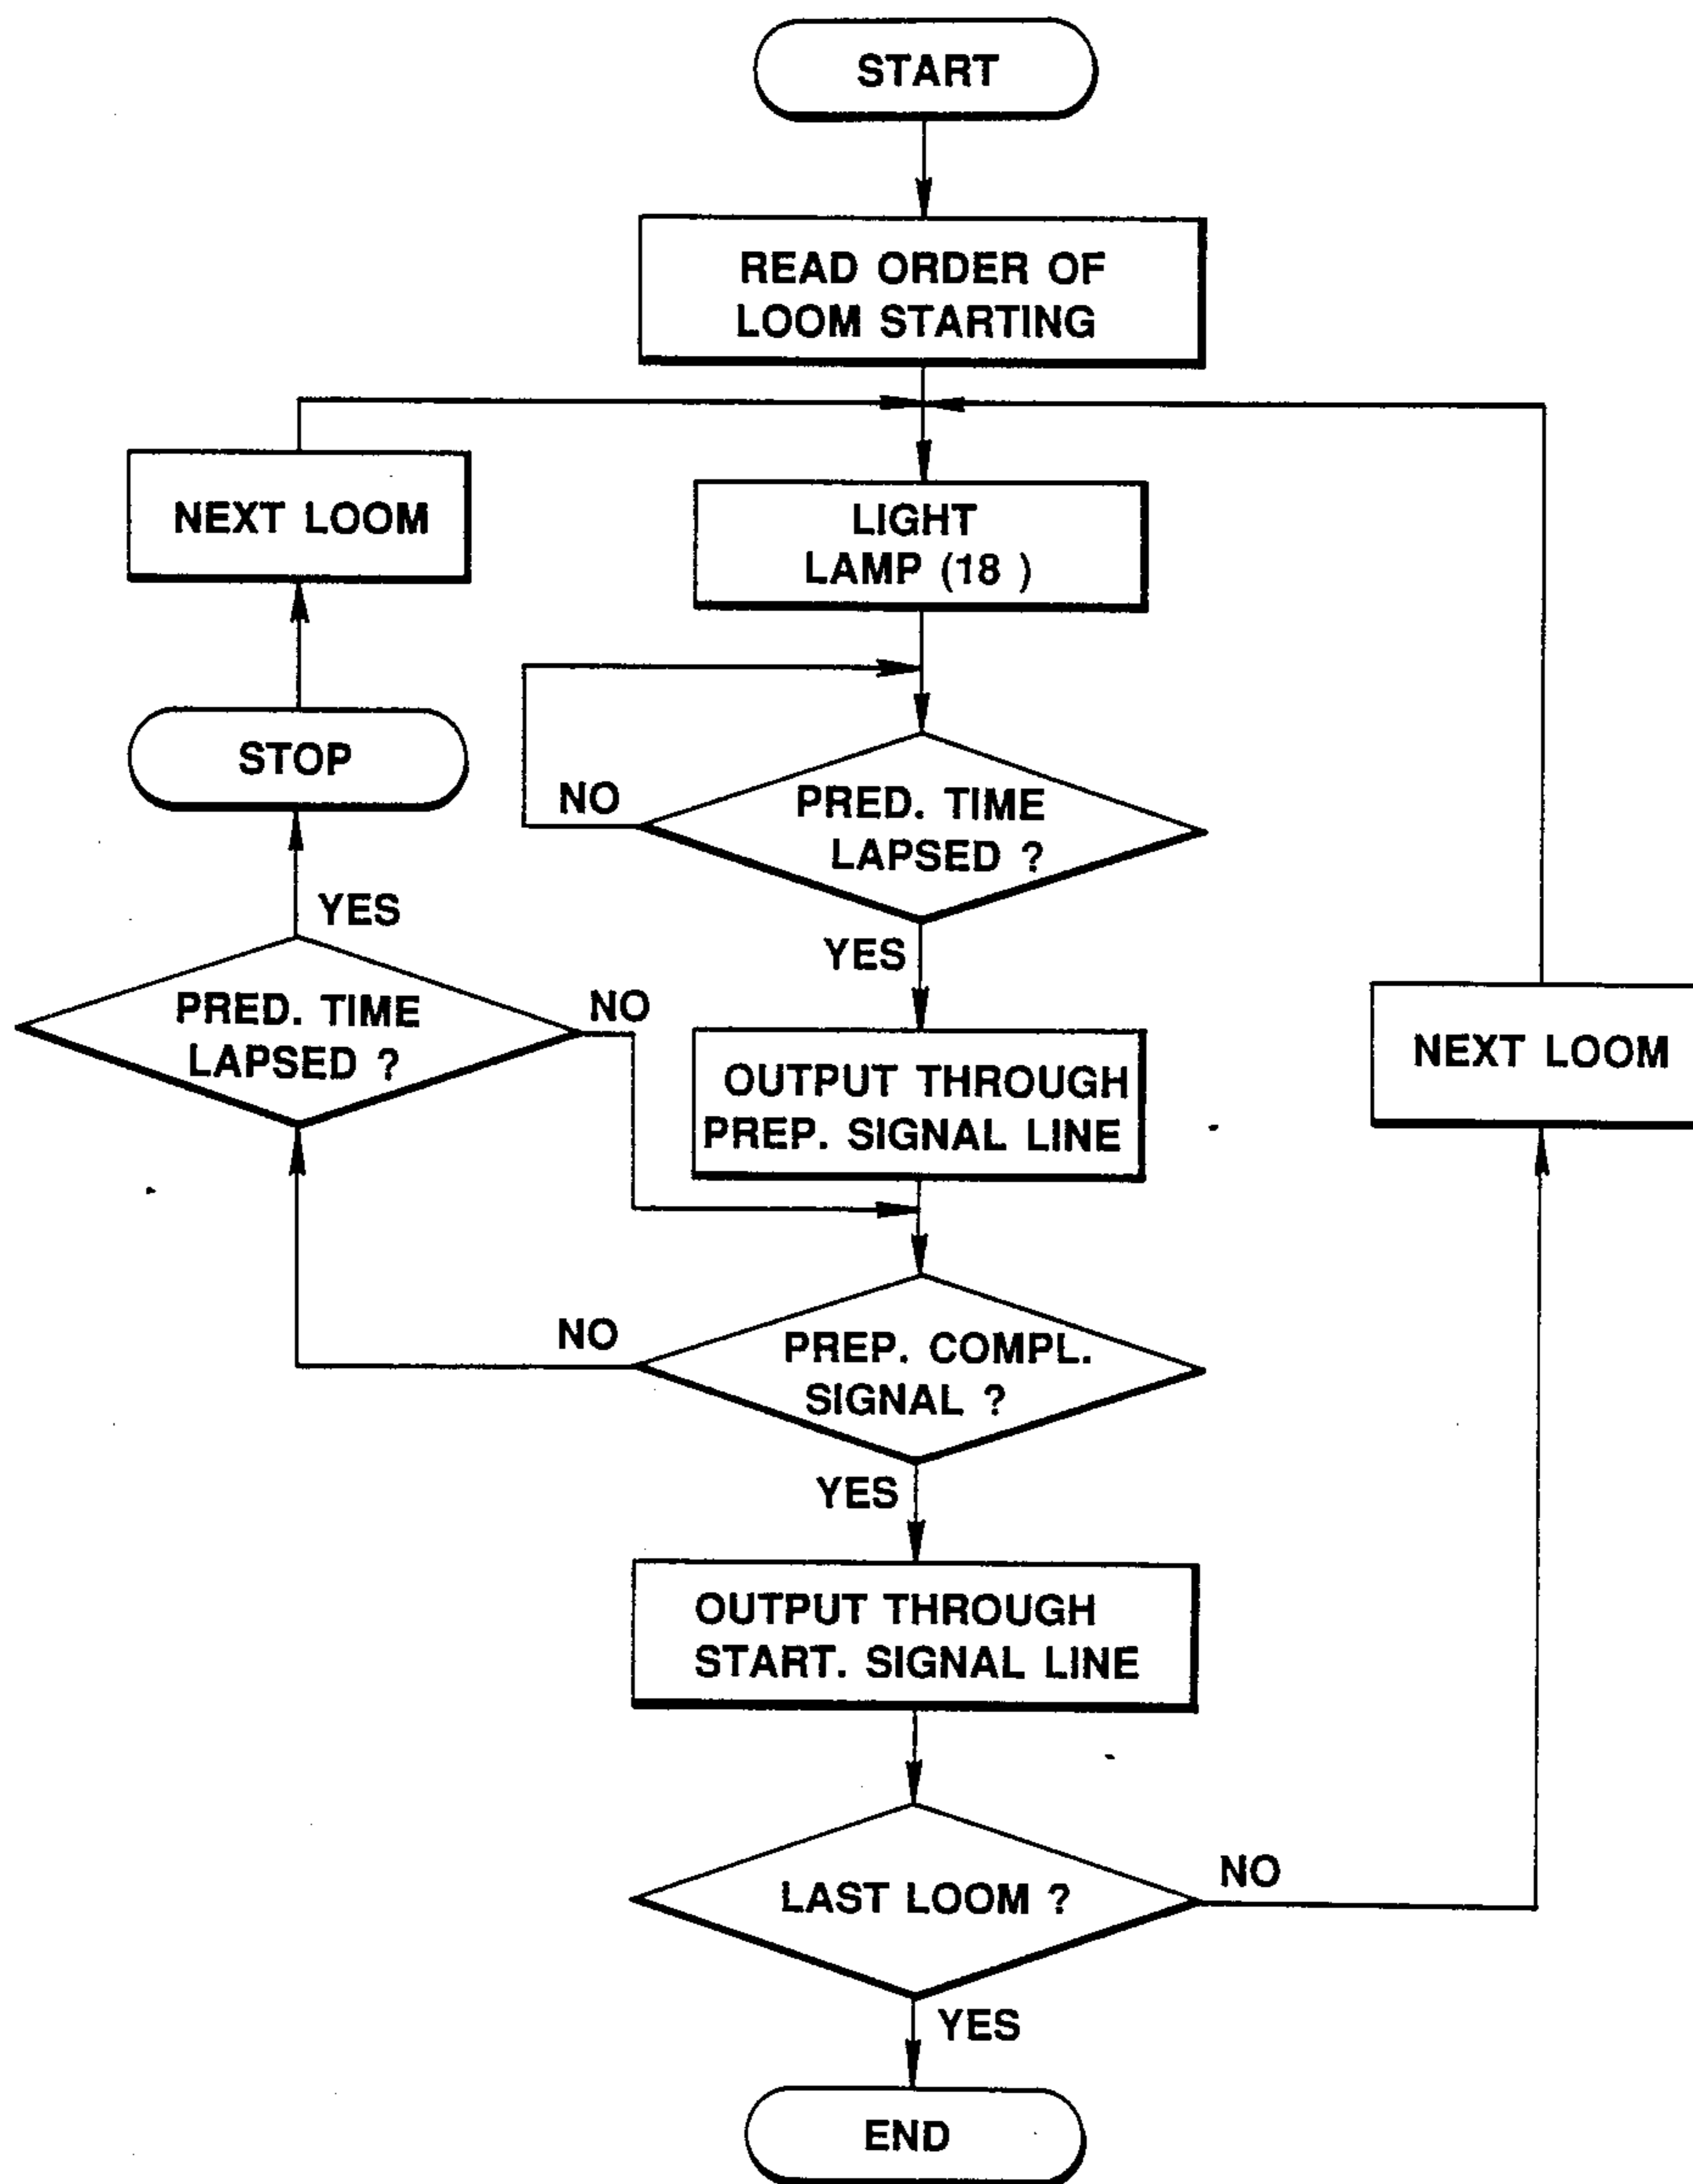 START
READ ORDER OF
LOOM STARTING
NEXT LOOM
LIGHT
LAMP (18 )
STOP
NO
PRED. TIME
LAPSED ?
YES
YES
PRED. TIME
LAPSED ?
NO
OUTPUT THROUGH
PREP. SIGNAL LINE
NEXT LOOM
NO
PREP. COMPL.
SIGNAL ?
YES
OUTPUT THROUGH
START. SIGNAL LINE
LAST LOOM ?
NO
YES
END